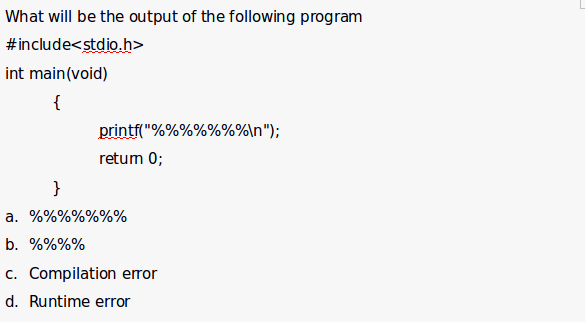 What will be the output of the following program
#include<stdio.h>
int main(void)
{
printf("%%%%%%%\n");
return 0;
}
a. %%%%%%%
b. %%%%
c. Compilation error
d. Runtime error